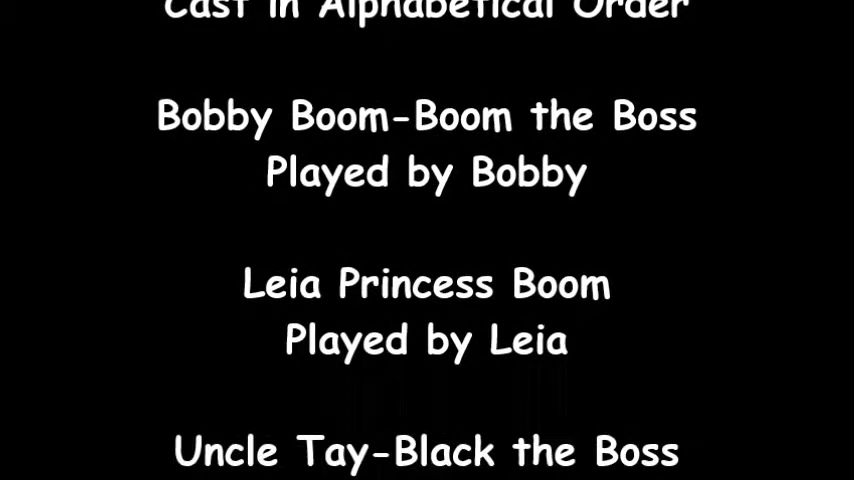 Cast in Alphabetical Order
Bobby Boom-Boom the Boss
Played by Bobby
Leia Princess Boom
Played by Leia
Uncle Tay-Black the Boss